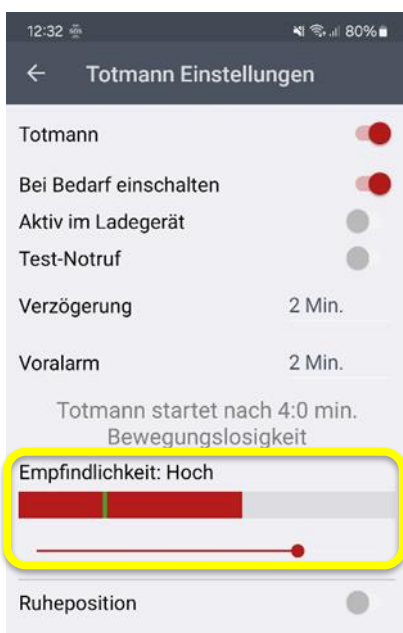 12:32 80%
Totmann Einstellungen
Totmann
Bei Bedarf einschalten
Aktiv im Ladegerät
Test-Notruf
Verzögerung 2 Min.
Voralarm 2 Min.
Totmann startet nach 4:0 min.
Bewegungslosigkeit
Empfindlichkeit: Hoch
Ruheposition